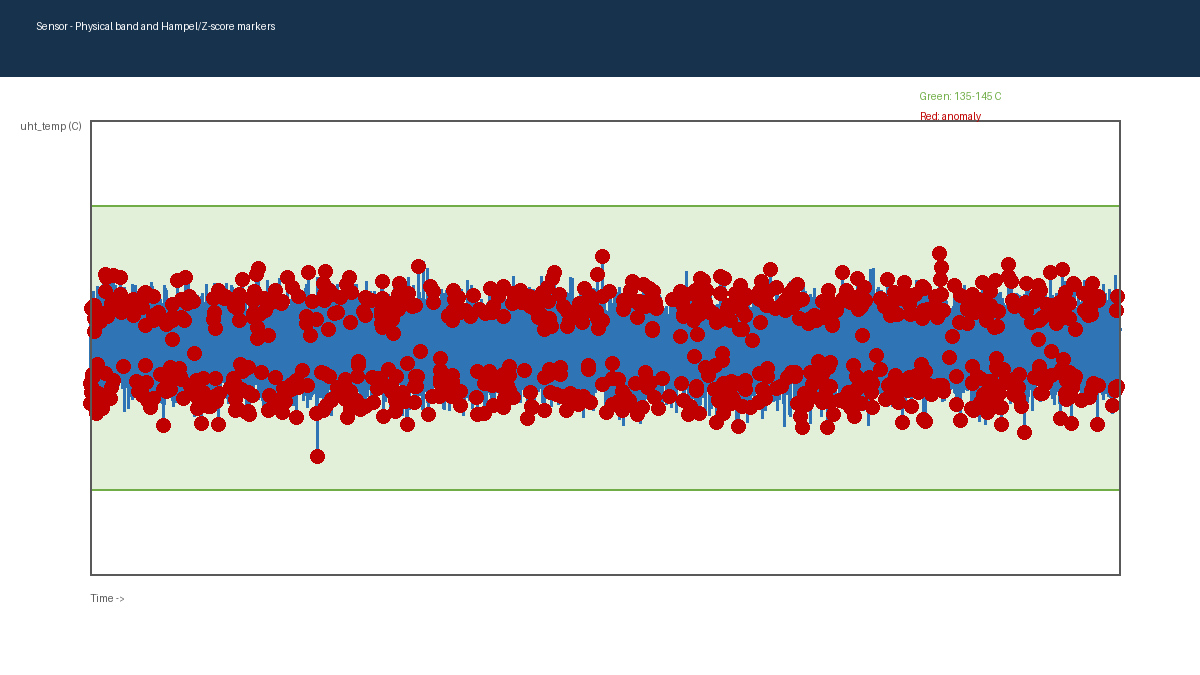 Sensor - Physical band and Hampel/Z-score markers
Green: 135-145 C
Red: anomaly
uht_temp (C)
Time ->